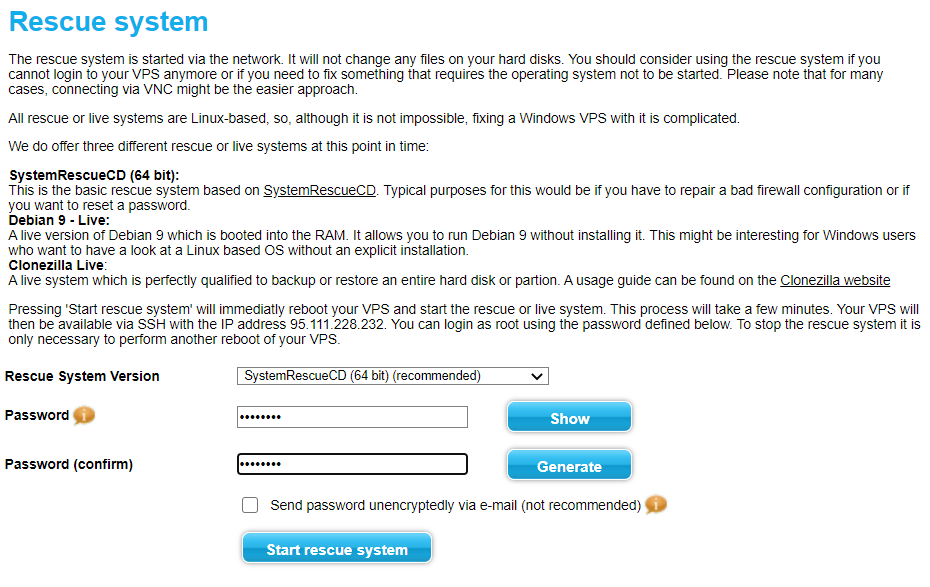 Rescue system
The rescue system is started via the network. It will not change any files on your hard disks. You should consider using the rescue system if you
cannot login to your VPS anymore or if you need to fix something that requires the operating system not to be started. Please note that for many
cases, connecting via VNC might be the easier approach.
All rescue or live systems are Linux-based, so, although it is not impossible, fixing a Windows VPS with it is complicated.
We do offer three different rescue or live systems at this point in time:
SystemRescueCD (64 bit):
This is the basic rescue system based on SystemRescueCD. Typical purposes for this would be if you have to repair a bad firewall configuration or if
you want to reset a password.
Debian 9 - Live:
A live version of Debian 9 which is booted into the RAM. It allows you to run Debian 9 without installing it. This might be interesting for Windows users
who want to have a look at a Linux based OS without an explicit installation.
Clonezilla Live:
A live system which is perfectly qualified to backup or restore an entire hard disk or partion. A usage guide can be found on the Clonezilla website
Pressing 'Start rescue system' will immediatly reboot your VPS and start the rescue or live system. This process will take a few minutes. Your VPS will
then be available via SSH with the IP address 95.111.228.232. You can login as root using the password defined below. To stop the rescue system it is
only necessary to perform another reboot of your VPS.
Rescue System Version SystemRescueCD (64 bit) (recommended)
Password •••••••• Show
Password (confirm) •••••••• Generate
Send password unencryptedly via e-mail (not recommended)
Start rescue system